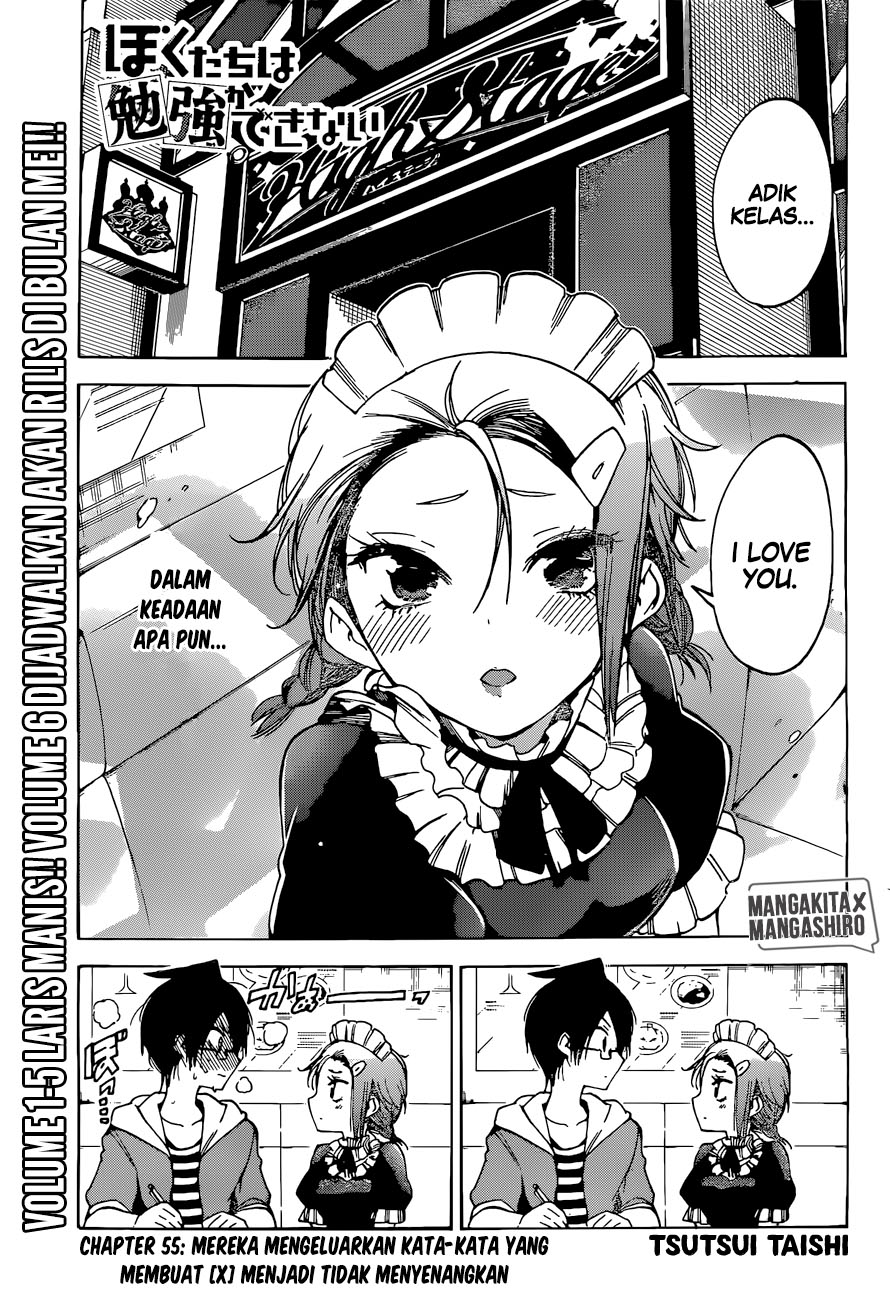 ぼくたちは
勉強ができない
High Stage
ハイステージ
High
Stage
ADIK
KELAS...
VOLUME 1-5 LARIS MANIS!! VOLUME 6 DIJADWALKAN AKAN RILIS DI BULAN MEI!!
I LOVE
YOU.
DALAM
KEADAAN
APA PUN...
MANGAKITA X
MANGASHIRO
CHAPTER 55: MEREKA MENGELUARKAN KATA-KATA YANG
MEMBUAT [X] MENJADI TIDAK MENYENANGKAN
TSUTSUI TAISHI